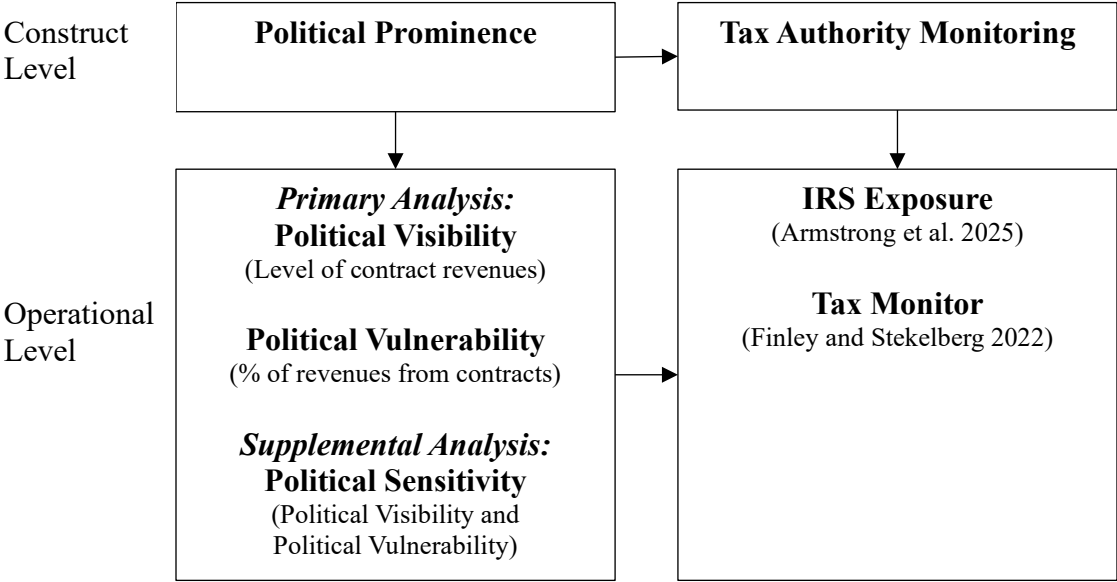 Construct
Level
Political Prominence
Tax Authority Monitoring
Operational
Level
Primary Analysis:
Political Visibility
(Level of contract revenues)
Political Vulnerability
(% of revenues from contracts)
Supplemental Analysis:
Political Sensitivity
(Political Visibility and
Political Vulnerability)
IRS Exposure
(Armstrong et al. 2025)
Tax Monitor
(Finley and Stekelberg 2022)